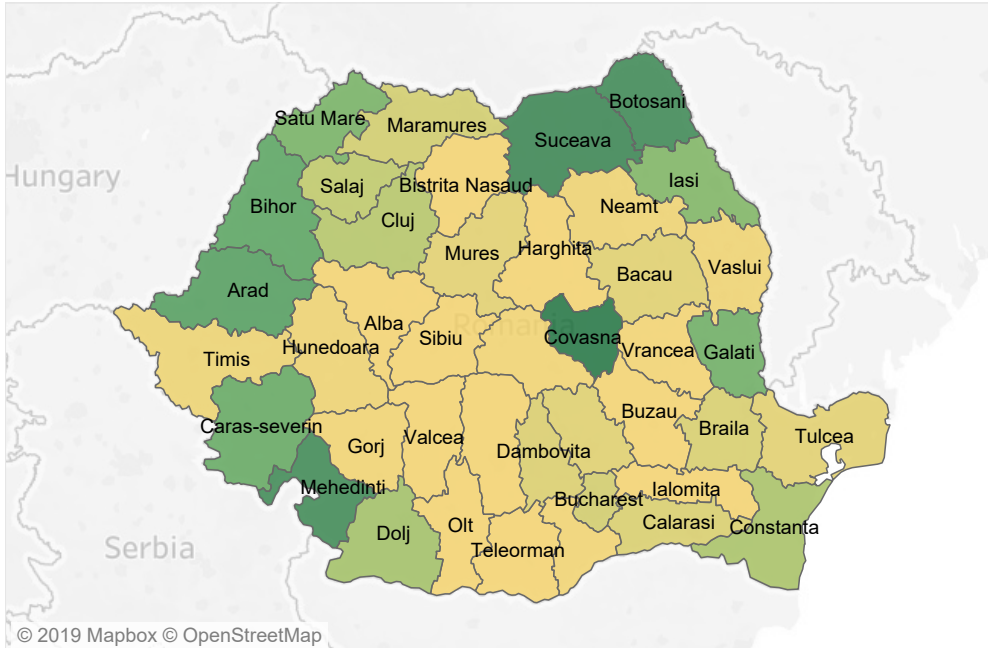 Botosani
Satu Mare
Maramures
Suceava
Hungary
Salaj
Bistrita Nasaud
Iasi
Bihor
Cluj
Neamt
Mures
Harghita
Bacau
Vaslui
Arad
Alba
Romania
Sibiu
Covasna
Hunedoara
Vrancea
Galati
Timis
Buzau
Caras-severin
Braila
Valcea
Tulcea
Gorj
Dambovita
Mehedinti
Ialomita
Bucharest
Calarasi
Olt
Constanta
Dolj
Serbia
Teleorman
© 2019 Mapbox © OpenStreetMap